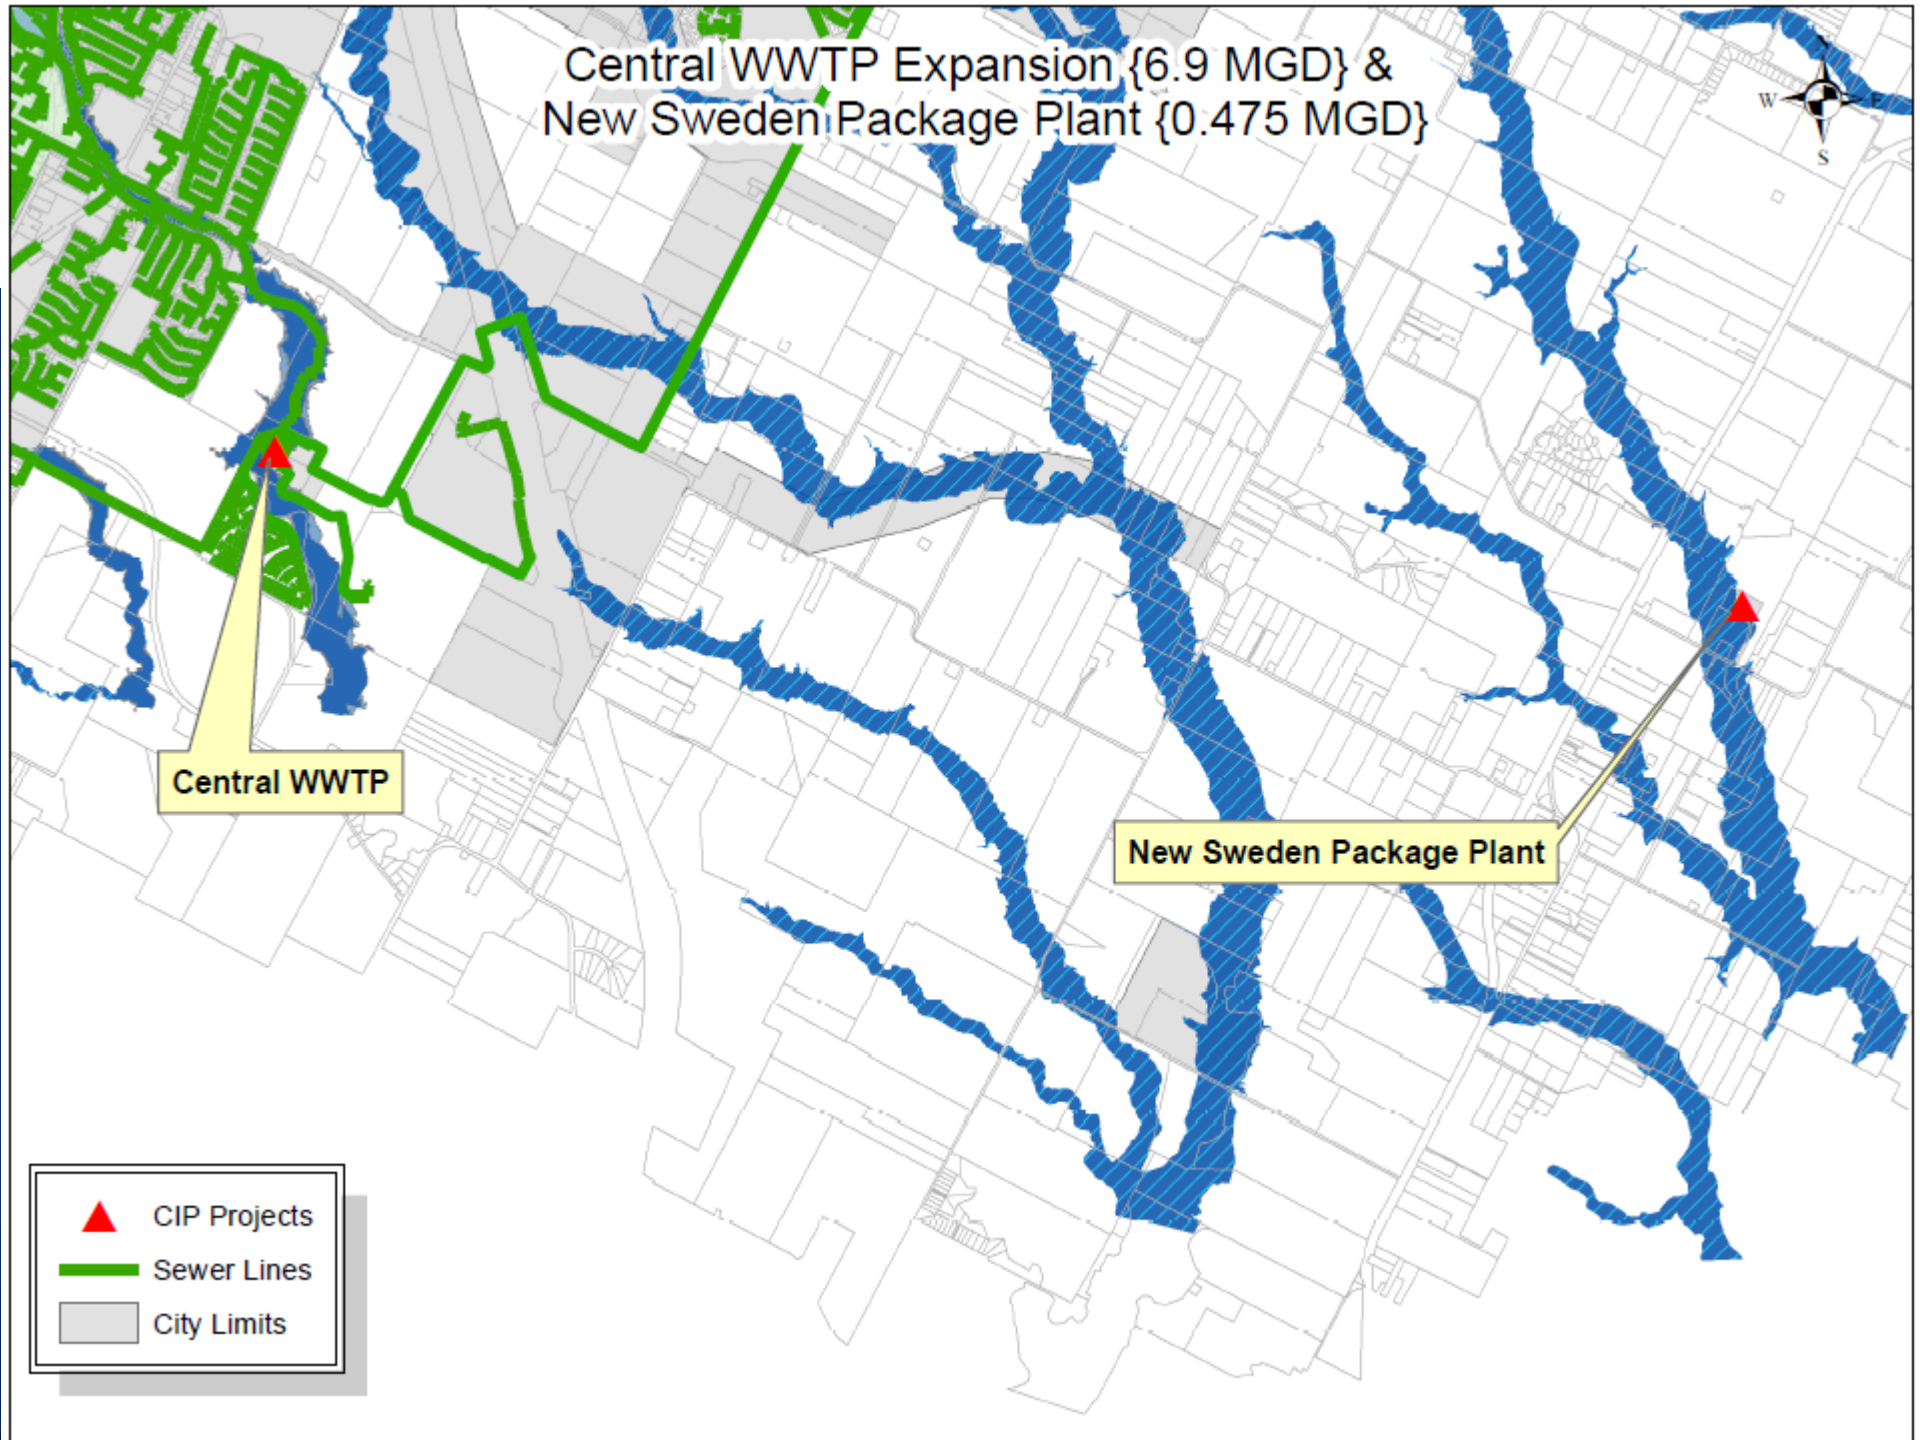 Central WWTP Expansion {6.9 MGD} &
New Sweden Package Plant {0.475 MGD}
N
W E
S
Central WWTP
New Sweden Package Plant
CIP Projects
Sewer Lines
City Limits